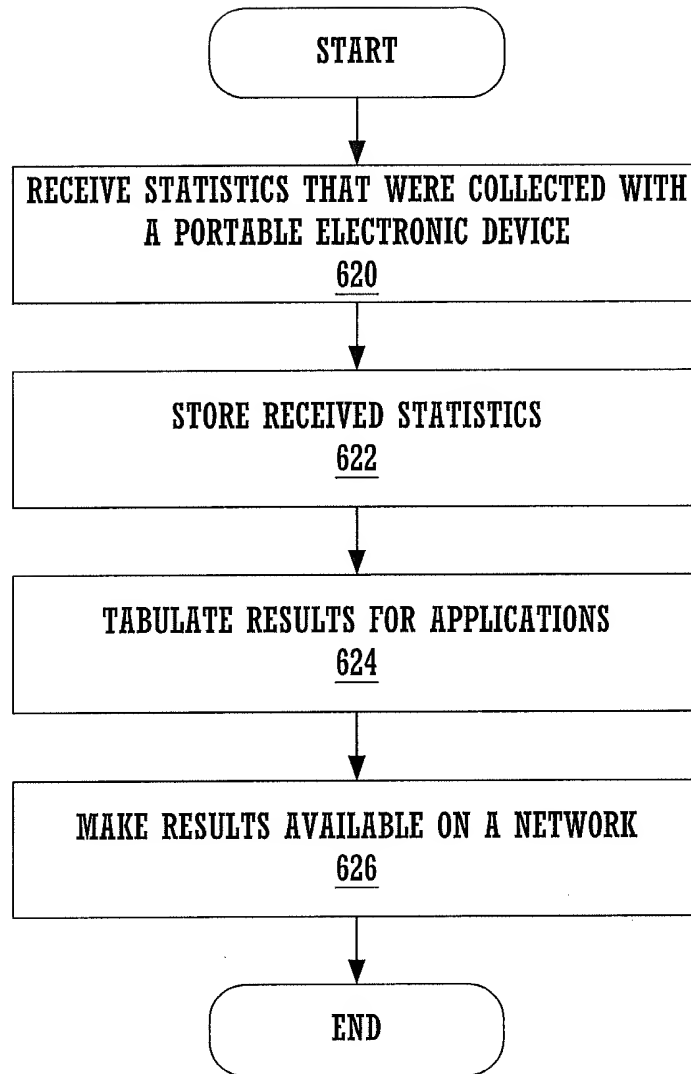 START
RECEIVE STATISTICS THAT WERE COLLECTED WITH
A PORTABLE ELECTRONIC DEVICE
620
STORE RECEIVED STATISTICS
622
TABULATE RESULTS FOR APPLICATIONS
624
MAKE RESULTS AVAILABLE ON A NETWORK
626
END